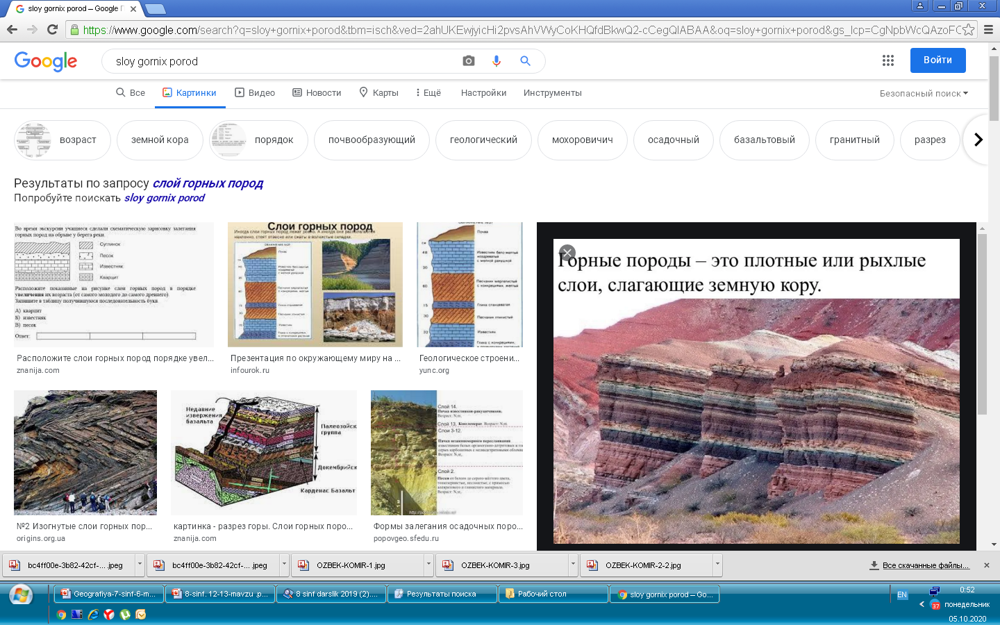 sloy gornix porod – Google П
https://www.google.com/search?q=sloy+gornix+porod&tbm=isch&ved=2ahUKEwjyicHi2pvsAhVWyCoKHQfdBkwQ2-cCegQIABAA&oq=sloy+gornix+porod&gs_lcp=CgNpbWcQAzoFC
Google
sloy gornix porod
Войти
Все Картинки Видео Новости Карты Ещё Настройки Инструменты
Безопасный поиск
возраст земной кора порядок почвообразующий геологический мохоровичич осадочный базальтовый гранитный разрез
Результаты по запросу слой горных пород
Попробуйте поискать sloy gornix porod
Во время экскурсии учащиеся сделали схематическую зарисовку залегания
горных пород на обрыве у берега реки.
Суглинок
Песок
Известняк
Кварцит
Расположите показанные на рисунке слои горных пород в порядке
увеличения их возраста (от самого молодого до самого древнего).
Запишите в таблицу получившуюся последовательность букв.
А) кварцит
Б) известняк
В) песок
Ответ:
Слои горных пород
Почва
Почва
Горные породы – это плотные или рыхлые
слои, слагающие земную кору.
Расположите слои горных пород порядке увел...
znanija.com
Презентация по окружающему миру на ...
infourok.ru
Геологическое строени...
yunc.org
Недавние
извержения
базальта
Палеозойск
группа
Докембрийск
Карденас Базальт
Слой 14.
Слой 13. Конгломерат. Возраст: N₂m₁
Слои 3-12.
Слой 2.
№2 Изогнутые слои горных пор...
origins.org.ua
картинка - разрез горы. Слои горных поро...
znanija.com
Формы залегания осадочных поро...
popovgeo.sfedu.ru
bc4ff00e-3b82-42cf-... .jpeg
bc4ff00e-3b82-42cf-... .jpeg
OZBEK-KOMIR-1.jpg
OZBEK-KOMIR-3.jpg
OZBEK-KOMIR-2-2.jpg
Все скачанные файлы...
Geografiya-7-sinf-6-m...
8-sinf. 12-13-mavzu .p...
8 sinf darslik 2019 (2)....
Результаты поиска
Рабочий стол
sloy gornix porod – Go...
EN
0:52
37
понедельник
05.10.2020